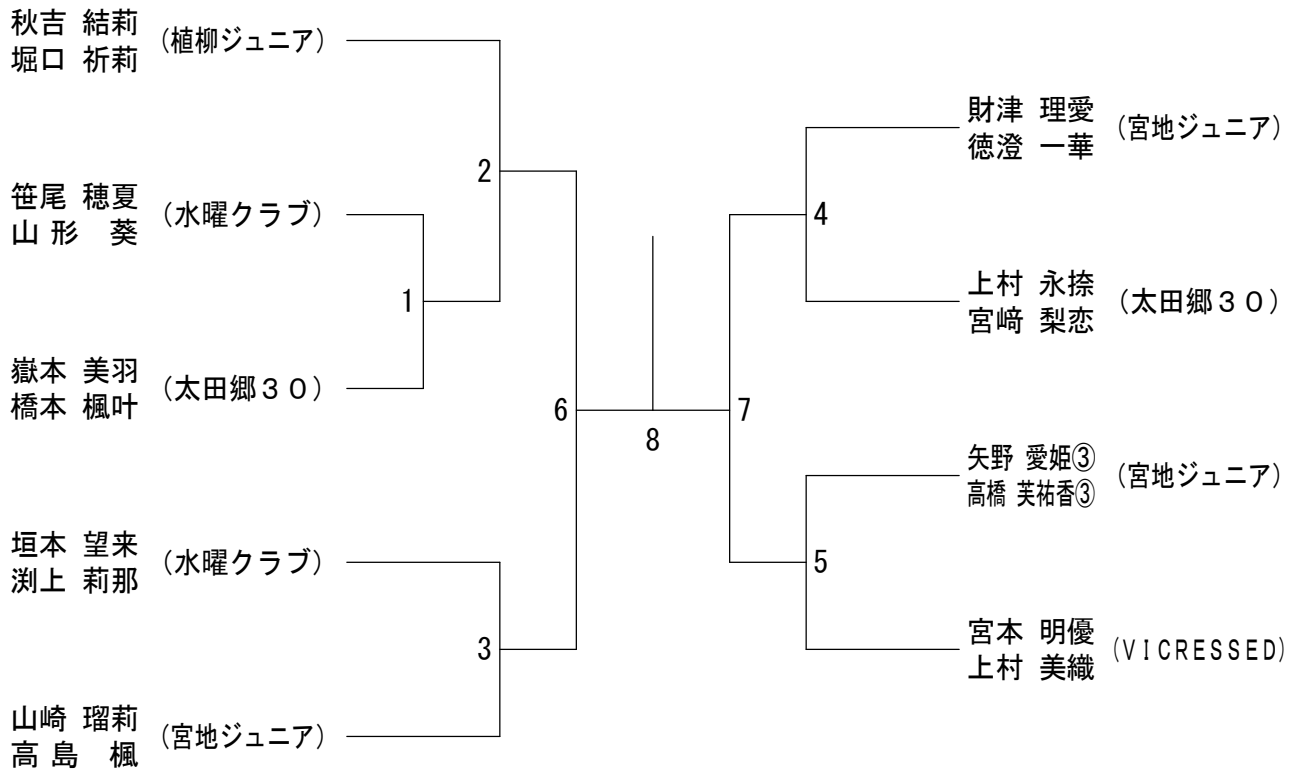 秋吉 結莉
堀口 祈莉
(植柳ジュニア)
2
笹尾 穂夏
山形 葵
(水曜クラブ)
1
嶽本 美羽
橋本 楓叶
(太田郷30)
6
垣本 望来
渕上 莉那
(水曜クラブ)
3
山崎 瑠莉
高島 楓
(宮地ジュニア)
8
財津 理愛
徳澄 一華
(宮地ジュニア)
4
上村 永捺
宮﨑 梨恋
(太田郷30)
7
矢野 愛姫③
高橋 芙祐香③
(宮地ジュニア)
5
宮本 明優
上村 美織
(VICRESSED)